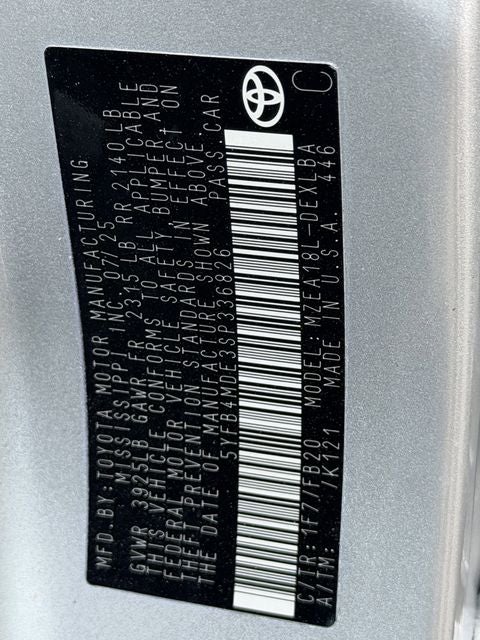 MFD.BY: TOYOTA MOTOR MANUFACTURING
MISSISSIPPI INC. 07/25
GVWR 3925LB GAWR FR 2315 LB RR 2140 LB
THIS VEHICLE CONFORMS TO ALL APPLICABLE
FEDERAL MOTOR VEHICLE SAFETY BUMPER AND
THEFT PREVENTION STANDARDS IN EFFECT ON
THE DATE OF MANUFACTURE SHOWN ABOVE.
5YFB4MDE3SP336826 PASS CAR
C/TR: 1F7/FB20 MODEL: MZEA18L-DEXLBA
A/TM: /K121 MADE IN U.S.A. 446
C